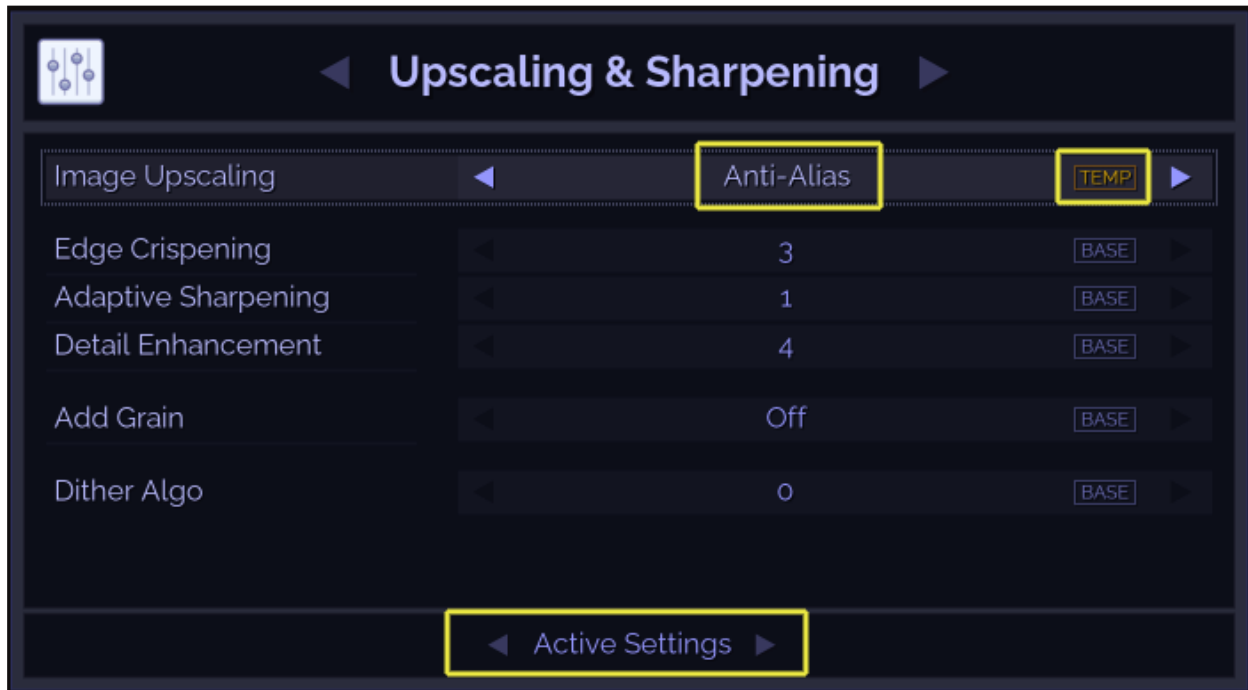 Upscaling & Sharpening
Image Upscaling Anti-Alias TEMP
Edge Crispening 3 BASE
Adaptive Sharpening 1 BASE
Detail Enhancement 4 BASE
Add Grain Off BASE
Dither Algo 0 BASE
Active Settings